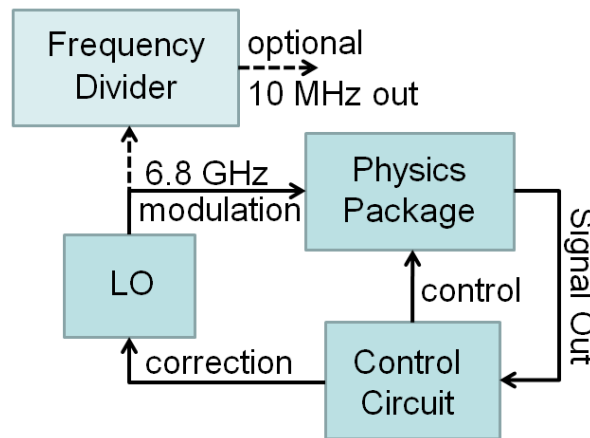 Frequency
Divider
optional
10 MHz out
6.8 GHz
modulation
Physics
Package
Signal Out
LO
control
correction
Control
Circuit